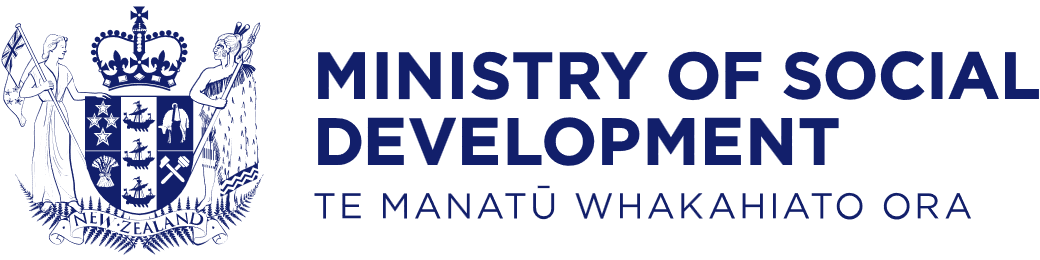 MINISTRY OF SOCIAL
DEVELOPMENT
TE MANATŪ WHAKAHIATO ORA
NEW ZEALAND